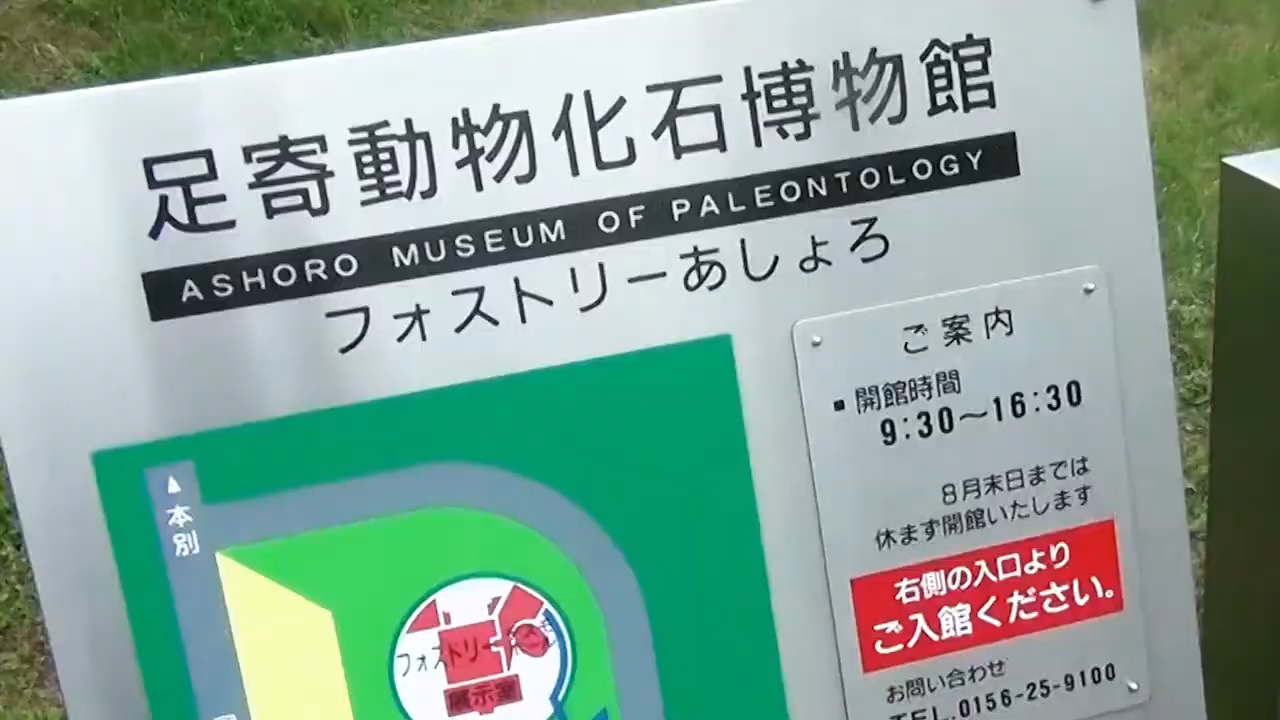 足寄動物化石博物館
ASHORO MUSEUM OF PALEONTOLOGY
フォストリーあしょろ
ご案内
■開館時間
9:30〜16:30
8月末日までは
休まず開館いたします
右側の入口より
ご入館ください。
お問い合わせ
TEL.0156-25-9100
▲
本別
フォストリー
展示室